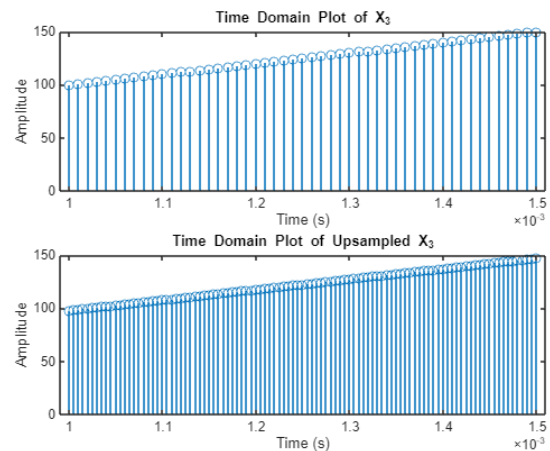 Time Domain Plot of X₃
150
100
50
0
Amplitude
1 1.1 1.2 1.3 1.4 1.5
Time (s)
×10⁻³
Time Domain Plot of Upsampled X₃
150
100
50
0
Amplitude
1 1.1 1.2 1.3 1.4 1.5
Time (s)
×10⁻³